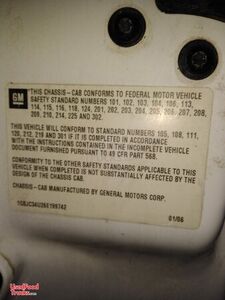 GM
THIS CHASSIS-CAB CONFORMS TO FEDERAL MOTOR VEHICLE
SAFETY STANDARD NUMBERS 101, 102, 103, 104, 106, 113,
114, 115, 116, 118, 124, 201, 202, 203, 204, 205, 206, 207, 208,
209, 210, 214, 225 AND 302.
THIS VEHICLE WILL CONFORM TO STANDARD NUMBERS 105, 108, 111,
120, 212, 219 AND 301 IF IT IS COMPLETED IN ACCORDANCE
WITH THE INSTRUCTIONS CONTAINED IN THE INCOMPLETE VEHICLE
DOCUMENT FURNISHED PURSUANT TO 49 CFR PART 568.
CONFORMITY TO THE OTHER SAFETY STANDARDS APPLICABLE TO
THIS VEHICLE IS NOT SUBSTANTIALLY AFFECTED BY THE
DESIGN OF THE CHASSIS CAB.
CHASSIS-CAB MANUFACTURED BY GENERAL MOTORS CORP.
01/06